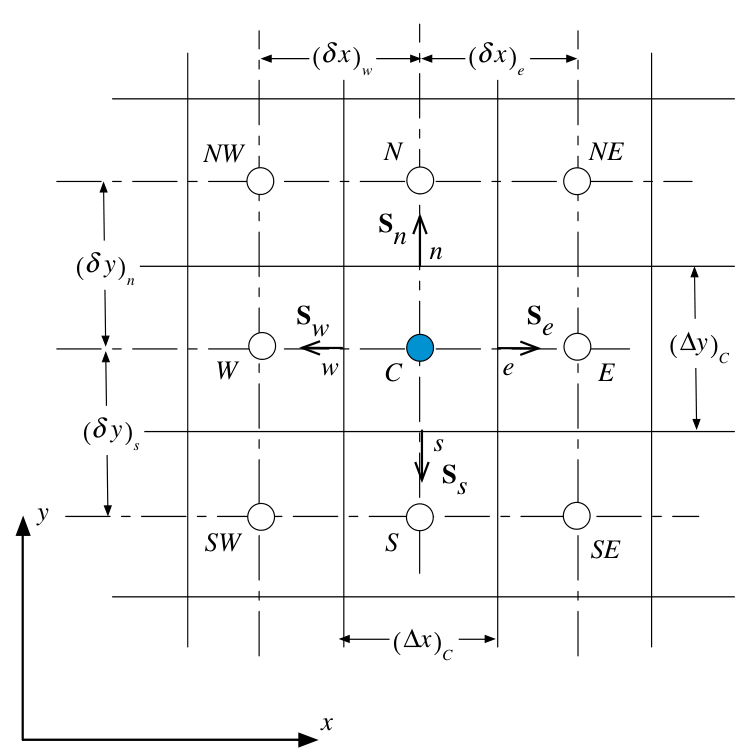 (δx)_w (δx)_e
NW N NE
S_n n
(δy)_n
S_w S_e
W w C e E
(Δy)_C
(δy)_s
s
S_s
y
SW S SE
(Δx)_C
x